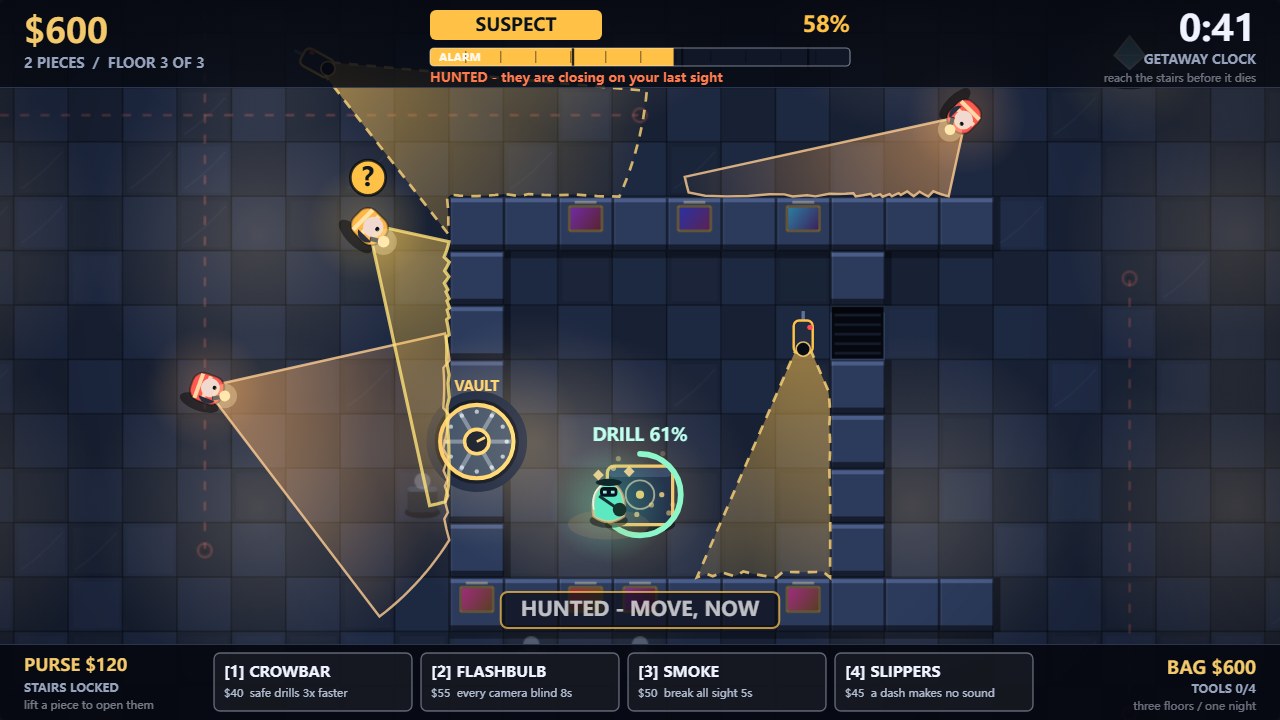 $600
2 PIECES / FLOOR 3 OF 3
SUSPECT
58%
ALARM
HUNTED - they are closing on your last sight
0:41
GETAWAY CLOCK
reach the stairs before it dies
?
VAULT
DRILL 61%
HUNTED - MOVE, NOW
PURSE $120
STAIRS LOCKED
lift a piece to open them
[1] CROWBAR
$40 safe drills 3x faster
[2] FLASHBULB
$55 every camera blind 8s
[3] SMOKE
$50 break all sight 5s
[4] SLIPPERS
$45 a dash makes no sound
BAG $600
TOOLS 0/4
three floors / one night